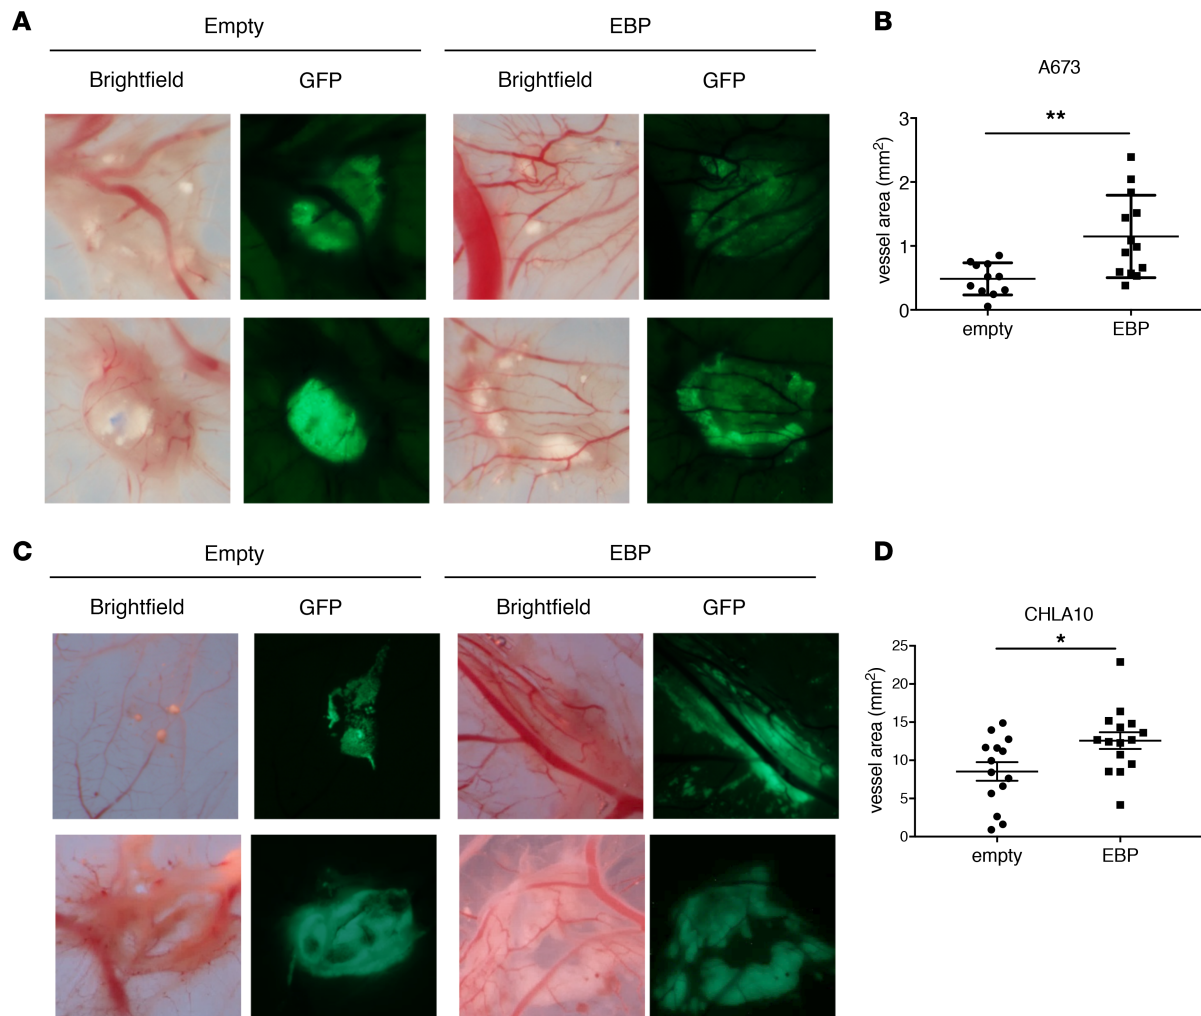 A
Empty
EBP
Brightfield
GFP
Brightfield
GFP
B
A673
**
vessel area (mm²)
3
2
1
0
empty
EBP
C
Empty
EBP
Brightfield
GFP
Brightfield
GFP
D
CHLA10
*
vessel area (mm²)
25
20
15
10
5
0
empty
EBP